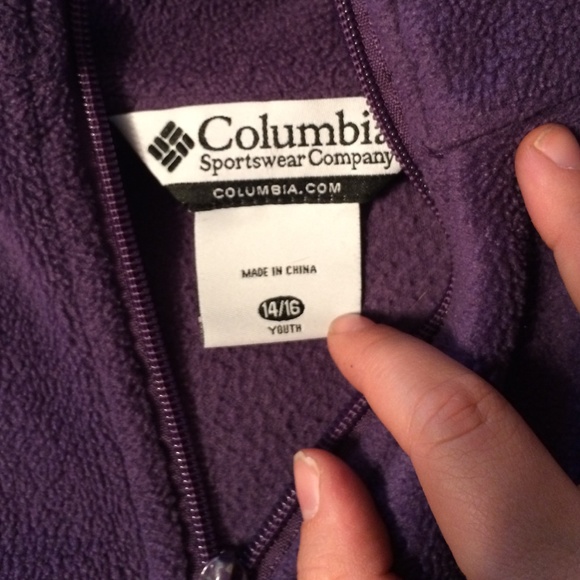 Columbia
Sportswear Company
COLUMBIA.COM
MADE IN CHINA
14/16
YOUTH